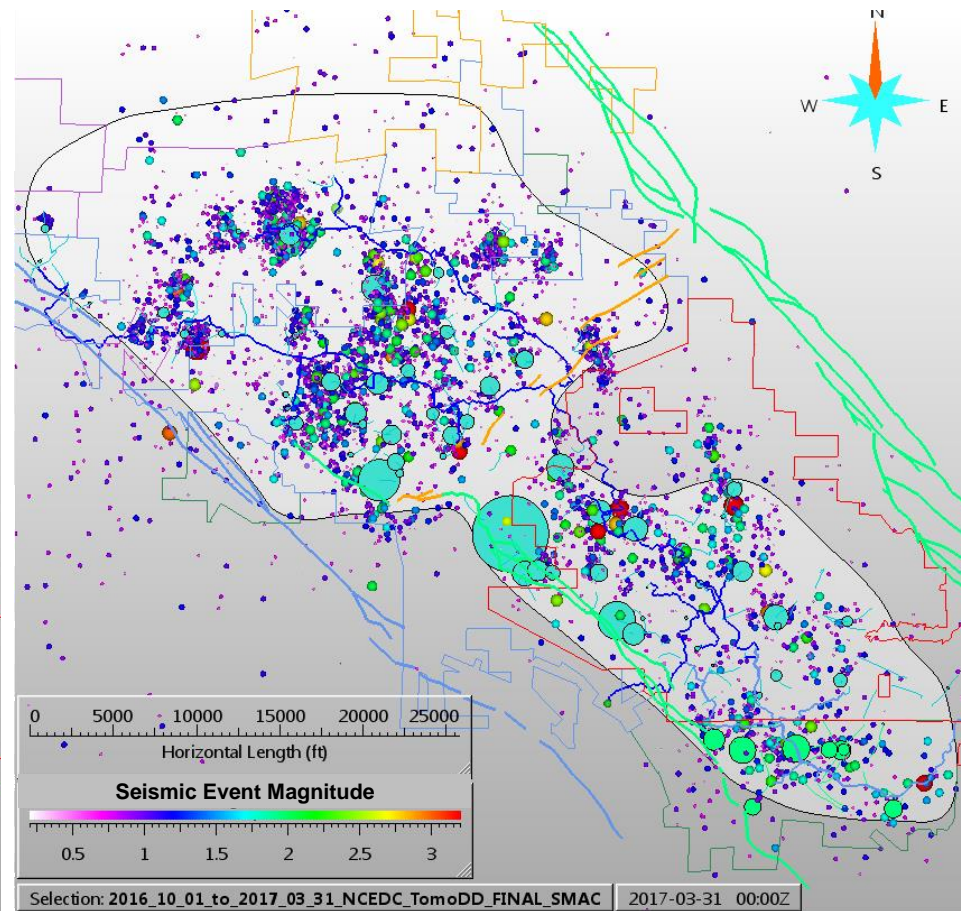 N
W E
S
0 5000 10000 15000 20000 25000
Horizontal Length (ft)
Seismic Event Magnitude
0.5 1 1.5 2 2.5 3
Selection: 2016_10_01_to_2017_03_31_NCEDC_TomoDD_FINAL_SMAC 2017-03-31 00:00Z